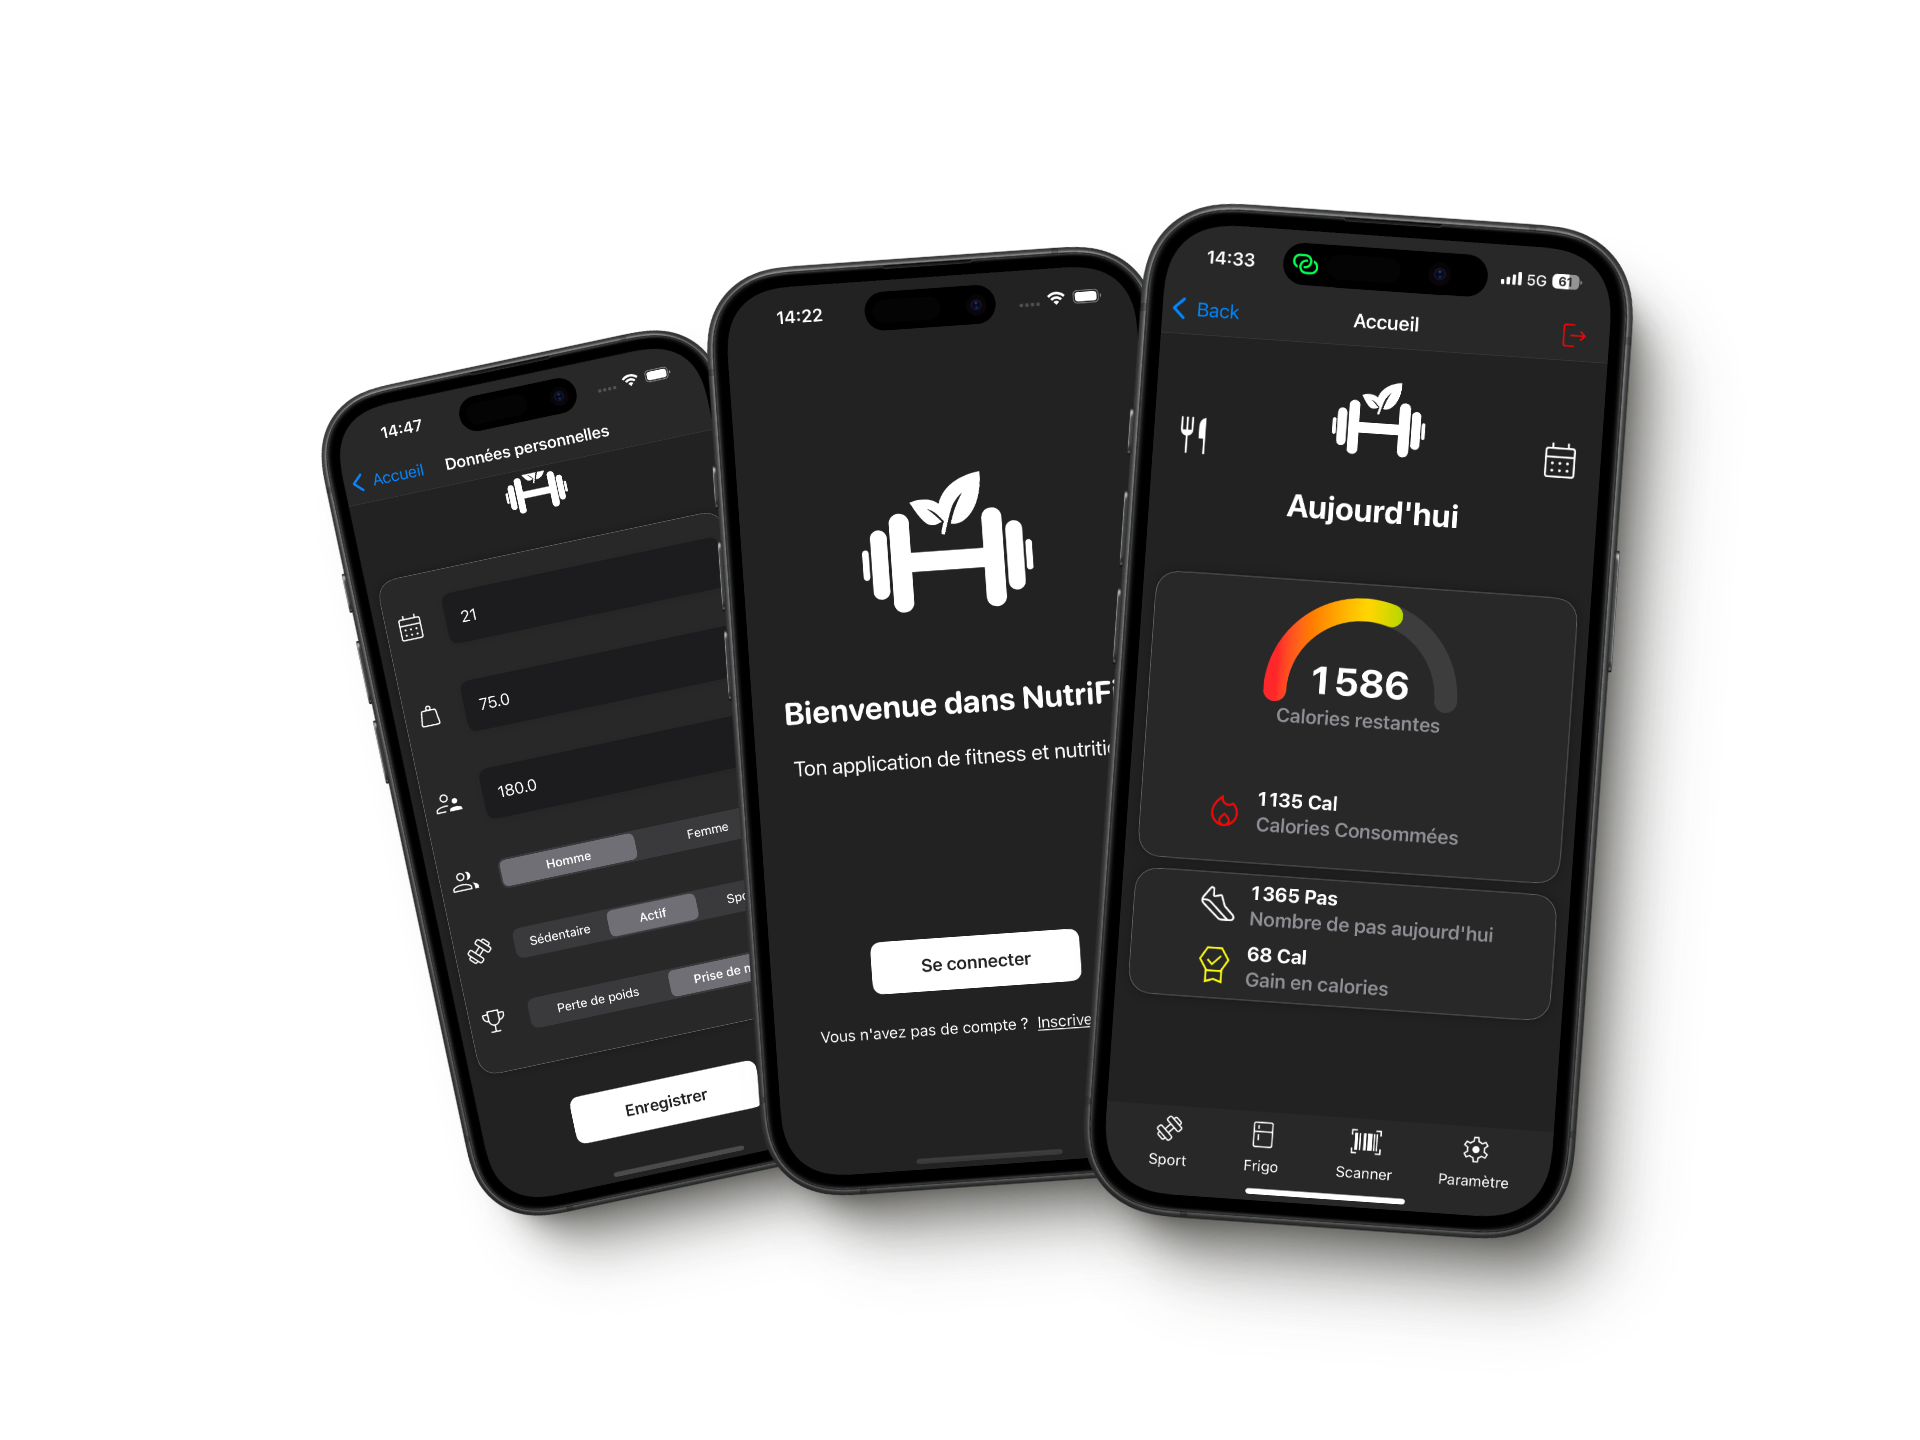 14:47
Accueil
Données personnelles
21
75.0
180.0
Homme
Femme
Sédentaire
Actif
Perte de poids
Prise de
Enregistrer
14:22
Bienvenue dans NutriFi
Ton application de fitness et
Se connecter
Vous n'avez pas de compte ? Inscrive
14:33
5G
61
Back
Accueil
Aujourd'hui
1586
Calories restantes
1135 Cal
Calories Consommées
1365 Pas
Nombre de pas aujourd'hui
68 Cal
Gain en calories
Sport
Frigo
Scanner
Paramètre